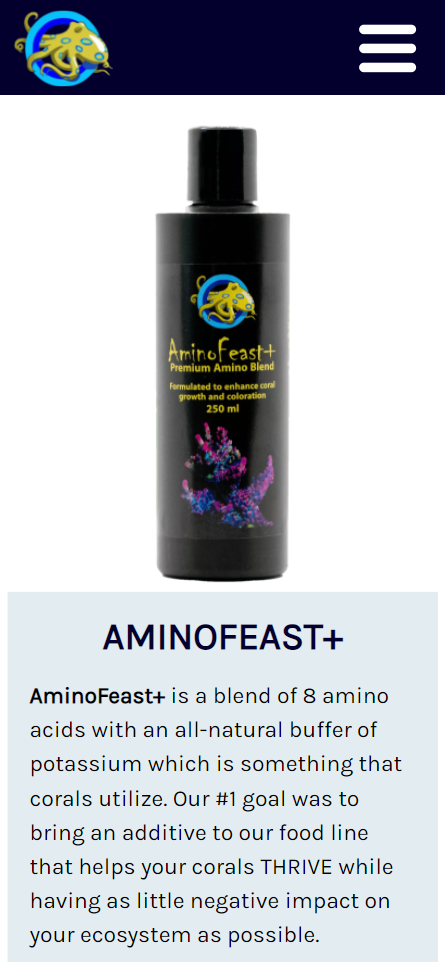 AminoFeast+
Premium Amino Blend
Formulated to enhance coral
growth and coloration
250 ml
AMINOFEAST+
AminoFeast+ is a blend of 8 amino
acids with an all-natural buffer of
potassium which is something that
corals utilize. Our #1 goal was to
bring an additive to our food line
that helps your corals THRIVE while
having as little negative impact on
your ecosystem as possible.